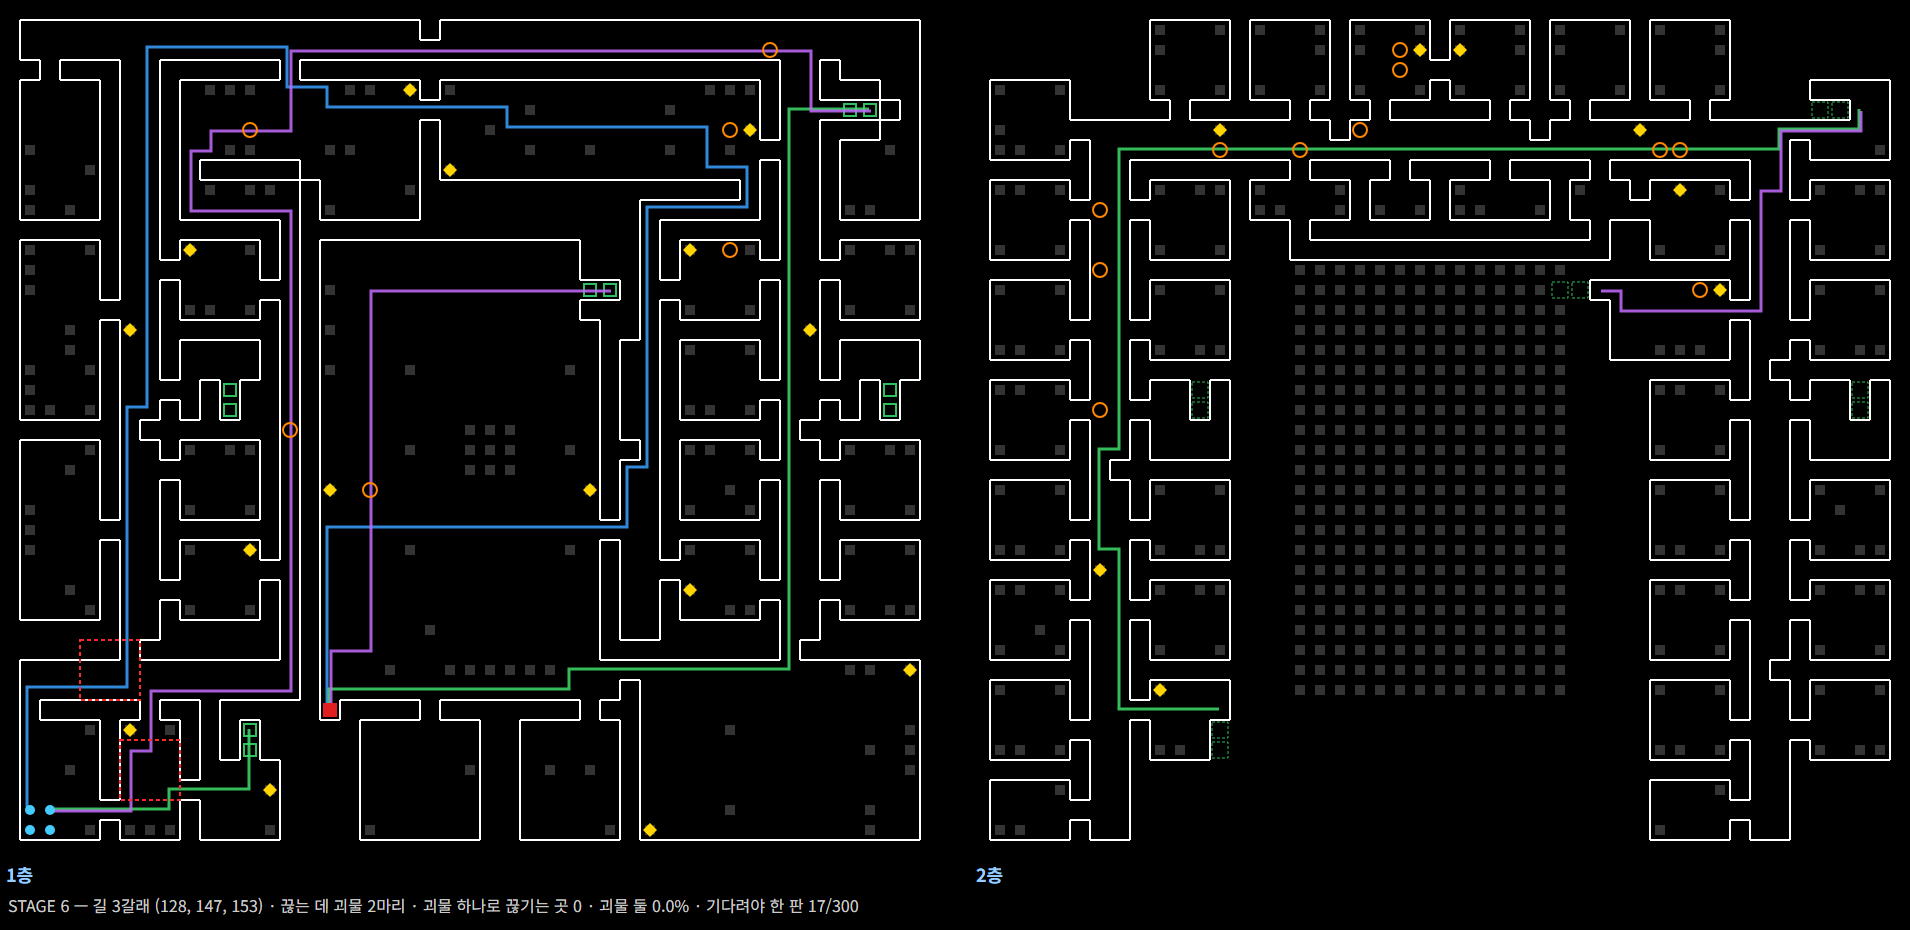 1층
2층
STAGE 6 — 길 3갈래 (128, 147, 153) · 끊는 데 괴물 2마리 · 괴물 하나로 끊기는 곳 0 · 괴물 둘 0.0% · 기다려야 한 판 17/300